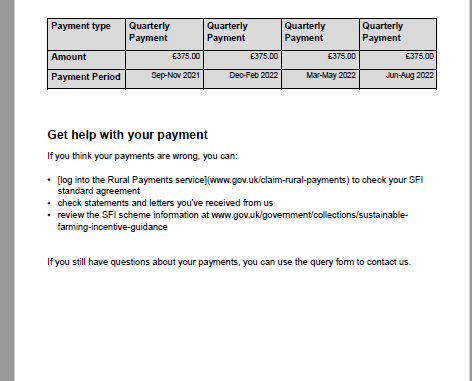 Payment type Quarterly Payment Quarterly Payment Quarterly Payment Quarterly Payment
Amount £375.00 £375.00 £375.00 £375.00
Payment Period Sep-Nov 2021 Dec-Feb 2022 Mar-May 2022 Jun-Aug 2022
Get help with your payment
If you think your payments are wrong, you can:
• [log into the Rural Payments service](www.gov.uk/claim-rural-payments) to check your SFI
standard agreement
• check statements and letters you've received from us
• review the SFI scheme information at www.gov.uk/government/collections/sustainable-
farming-incentive-guidance
If you still have questions about your payments, you can use the query form to contact us.